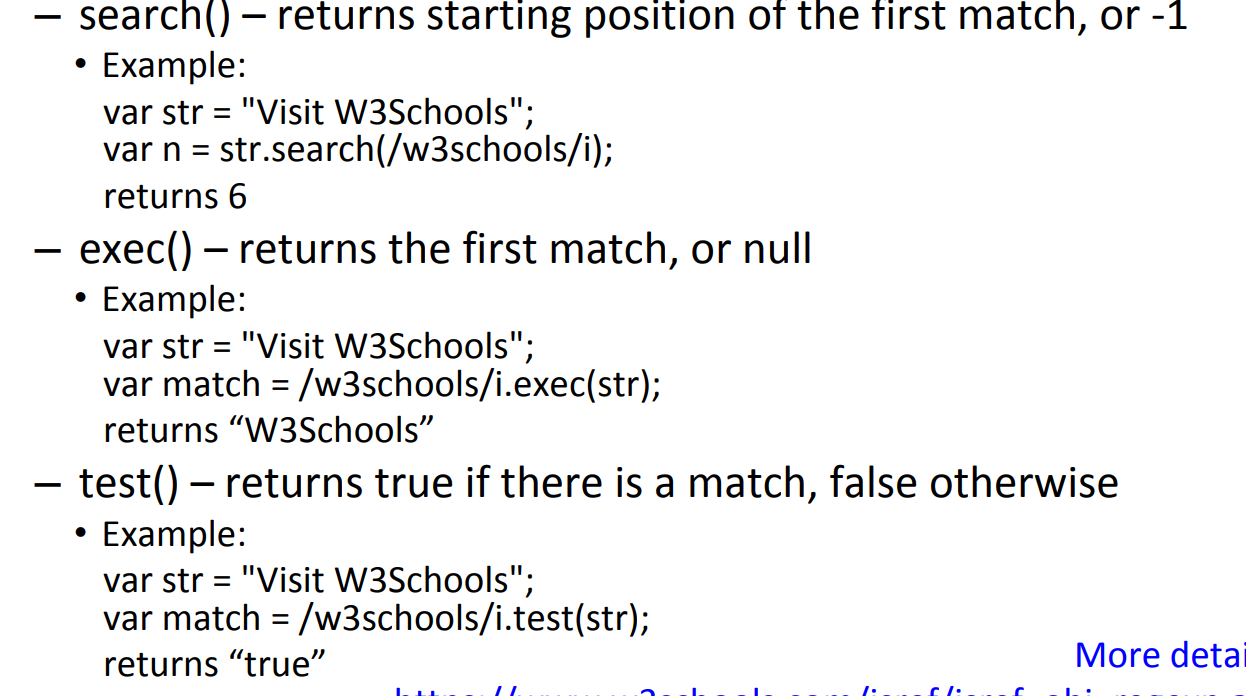 – search() – returns starting position of the first match, or -1
• Example:
var str = "Visit W3Schools";
var n = str.search(/w3schools/i);
returns 6
– exec() – returns the first match, or null
• Example:
var str = "Visit W3Schools";
var match = /w3schools/i.exec(str);
returns “W3Schools”
– test() – returns true if there is a match, false otherwise
• Example:
var str = "Visit W3Schools";
var match = /w3schools/i.test(str);
returns “true”
More detai